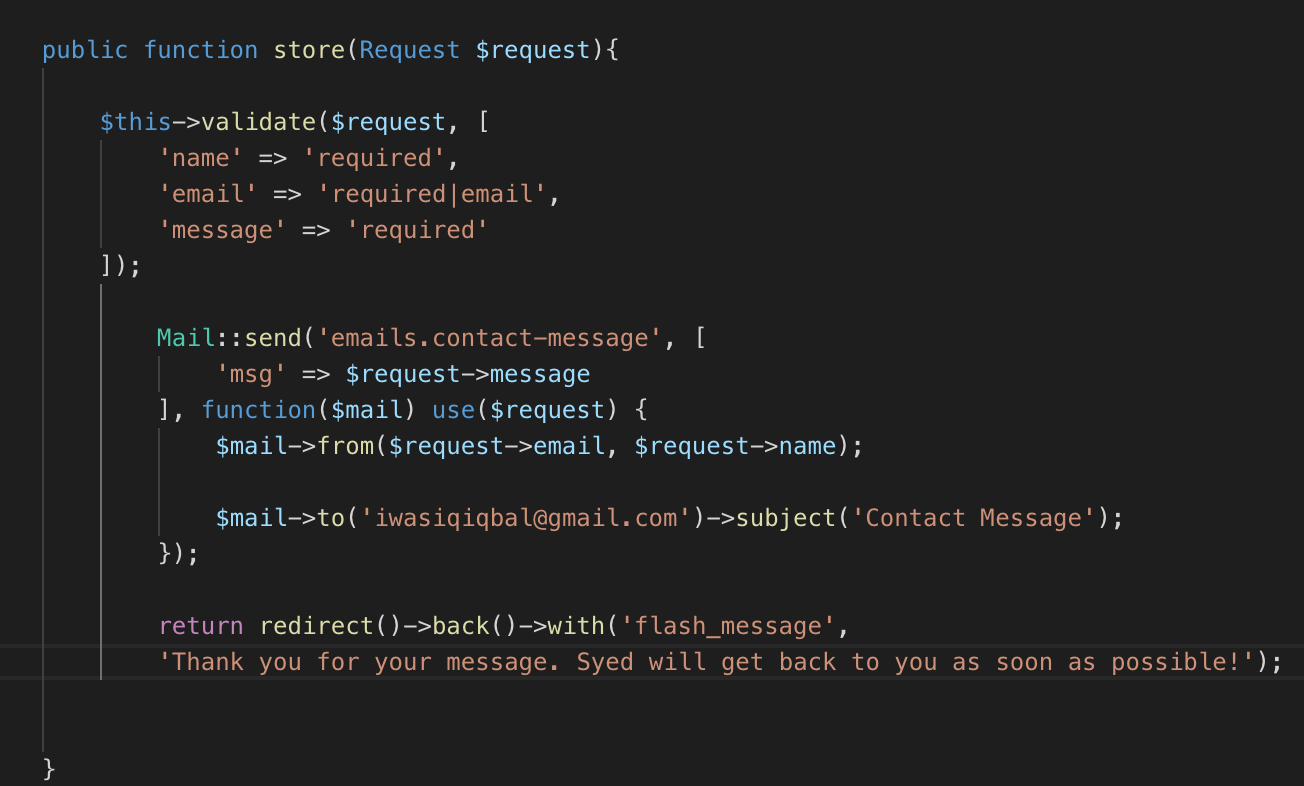 public function store(Request $request){
$this->validate($request, [
'name' => 'required',
'email' => 'required|email',
'message' => 'required'
]);
Mail::send('emails.contact-message', [
'msg' => $request->message
], function($mail) use($request) {
$mail->from($request->email, $request->name);
$mail->to('iwasiqiqbal@gmail.com')->subject('Contact Message');
});
return redirect()->back()->with('flash_message',
'Thank you for your message. Syed will get back to you as soon as possible!');
}